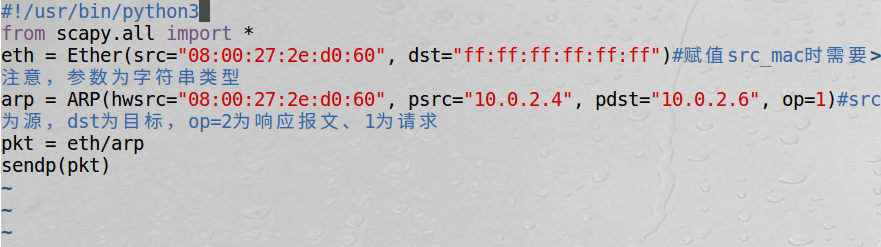 #!/usr/bin/python3
from scapy.all import *
eth = Ether(src="08:00:27:2e:d0:60", dst="ff:ff:ff:ff:ff:ff")#赋值src_mac时需要>
注意，参数为字符串类型
arp = ARP(hwsrc="08:00:27:2e:d0:60", psrc="10.0.2.4", pdst="10.0.2.6", op=1)#src
为源，dst为目标，op=2为响应报文、1为请求
pkt = eth/arp
sendp(pkt)
~
~
~